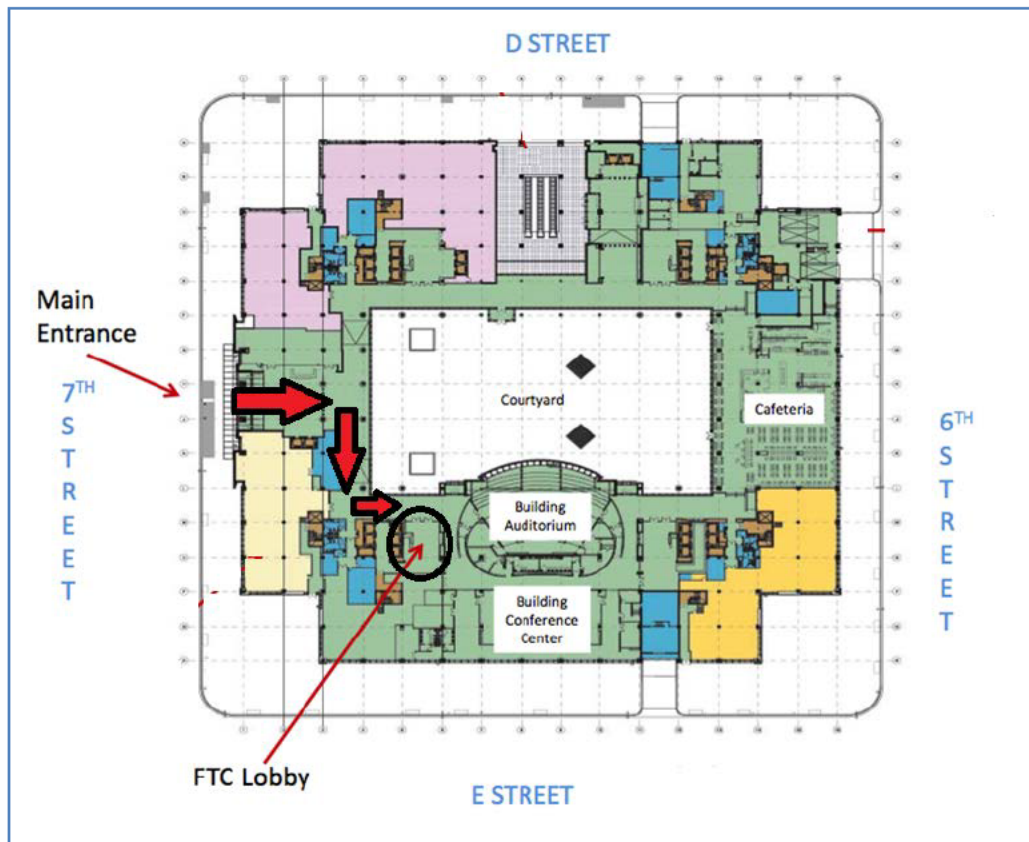 D STREET
Main
Entrance
7TH
S
T
R
E
E
T
Courtyard
Cafeteria
6TH
S
T
R
E
E
T
Building
Auditorium
Building
Conference
Center
FTC Lobby
E STREET